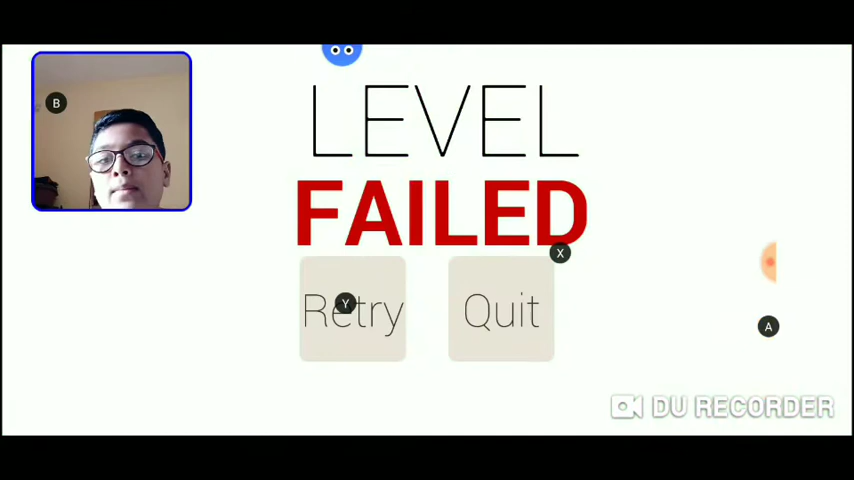 B
LEVEL
FAILED
X
Retry
Quit
Y
A
DU RECORDER